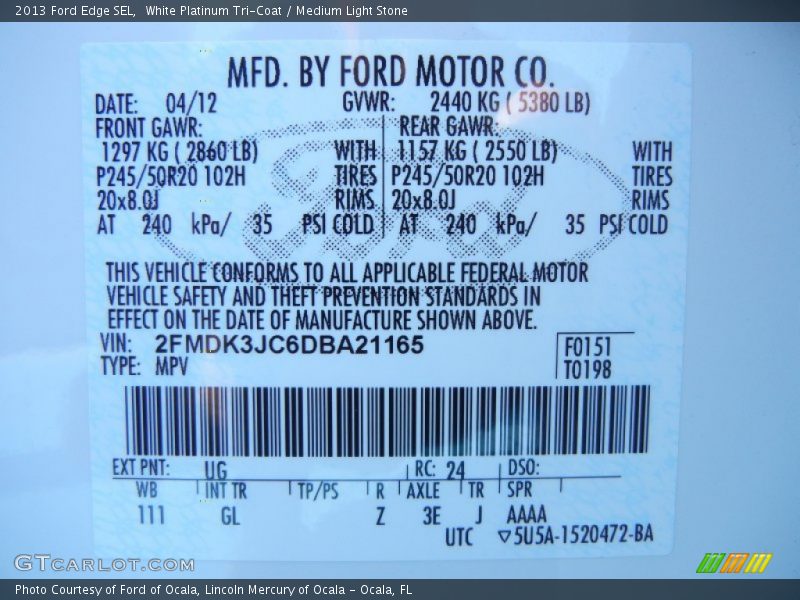 2013 Ford Edge SEL,  White Platinum Tri-Coat / Medium Light Stone
MFD. BY FORD MOTOR CO.
DATE: 04/12 GVWR: 2440 KG ( 5380 LB)
FRONT GAWR: REAR GAWR:
1297 KG ( 2860 LB) WITH 1157 KG ( 2550 LB) WITH
P245/50R20 102H TIRES P245/50R20 102H TIRES
20x8.0J RIMS 20x8.0J RIMS
AT 240 kPa/ 35 PSI COLD AT 240 kPa/ 35 PSI COLD
Ford
THIS VEHICLE CONFORMS TO ALL APPLICABLE FEDERAL MOTOR
VEHICLE SAFETY AND THEFT PREVENTION STANDARDS IN
EFFECT ON THE DATE OF MANUFACTURE SHOWN ABOVE.
VIN: 2FMDK3JC6DBA21165 F0151
TYPE: MPV T0198
EXT PNT: UG RC: 24 DSO:
WB INT TR TP/PS R AXLE TR SPR
111 GL Z 3E J AAAA
UTC ▽5U5A-1520472-BA
GTCARLOT.COM
Photo Courtesy of Ford of Ocala, Lincoln Mercury of Ocala - Ocala, FL